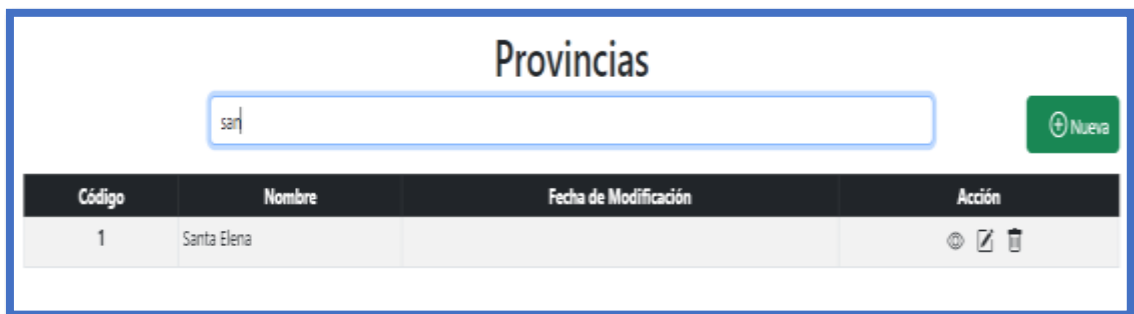 Provincias
san
Nueva
Código Nombre Fecha de Modificación Acción
1 Santa Elena